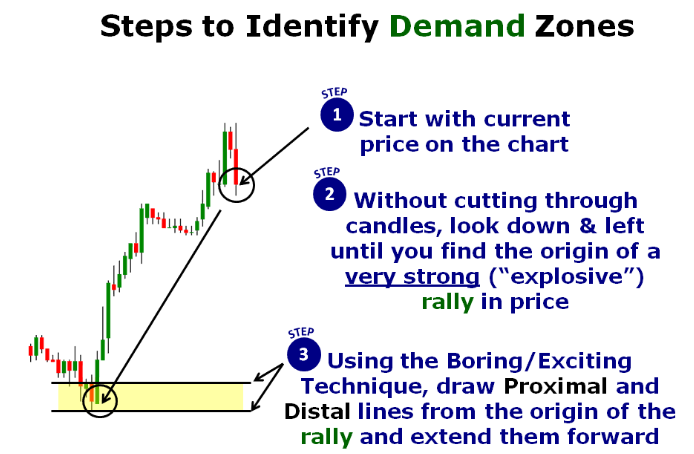 Steps to Identify Demand Zones
STEP
1
Start with current
price on the chart
STEP
2
Without cutting through
candles, look down & left
until you find the origin of a
very strong (“explosive”)
rally in price
STEP
3
Using the Boring/Exciting
Technique, draw Proximal and
Distal lines from the origin of the
rally and extend them forward